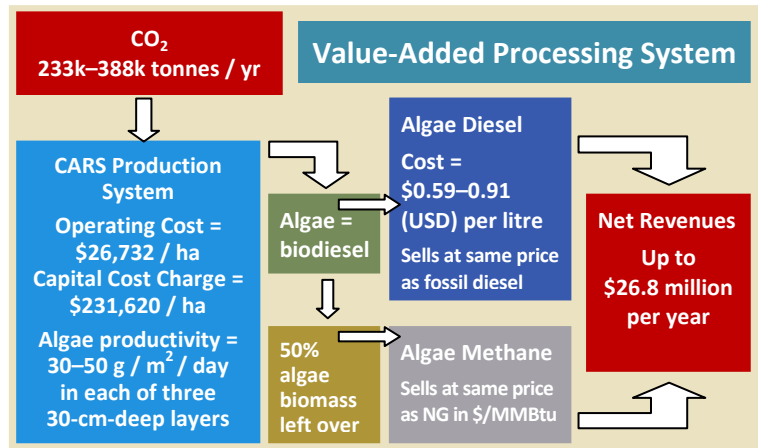 CO₂
233k–388k tonnes / yr
Value-Added Processing System
CARS Production
System
Operating Cost =
$26,732 / ha
Capital Cost Charge =
$231,620 / ha
Algae productivity =
30–50 g / m² / day
in each of three
30-cm-deep layers
Algae =
biodiesel
50%
algae
biomass
left over
Algae Diesel
Cost =
$0.59–0.91
(USD) per litre
Sells at same price
as fossil diesel
Algae Methane
Sells at same price
as NG in $/MMBtu
Net Revenues
Up to
$26.8 million
per year